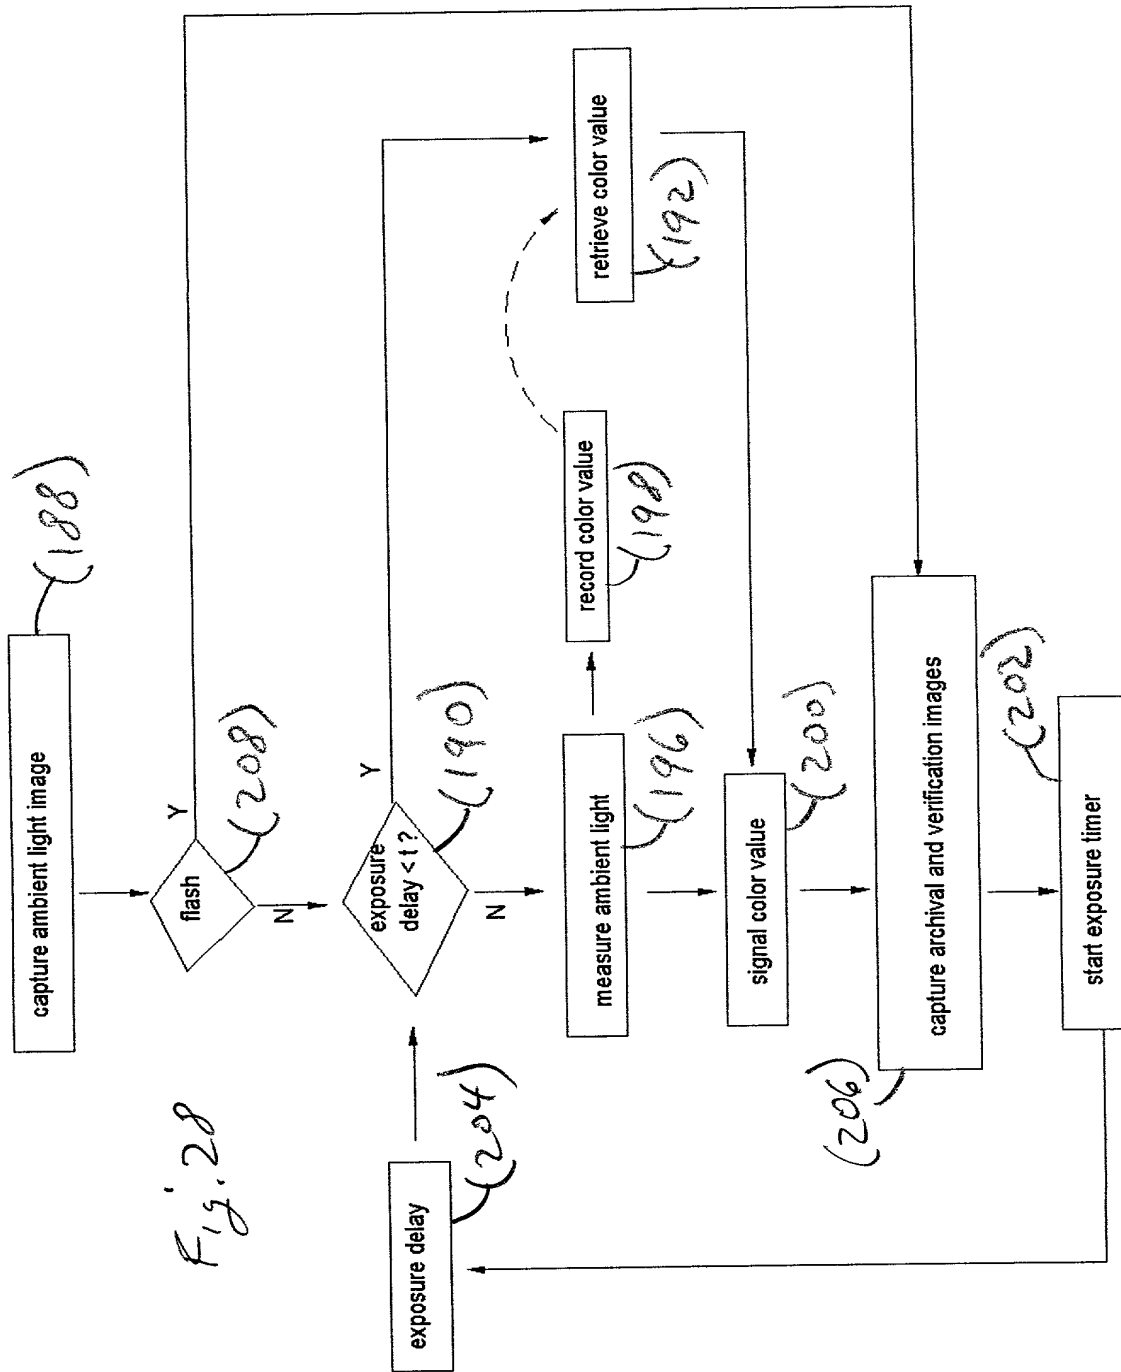 Fig. 28
capture ambient light image
(188)
flash
Y
(208)
N
exposure delay
(204)
exposure
delay < t ?
Y
(190)
N
measure ambient light
(196)
record color value
(198)
retrieve color value
(192)
signal color value
(200)
capture archival and verification images
(206)
start exposure timer
(202)